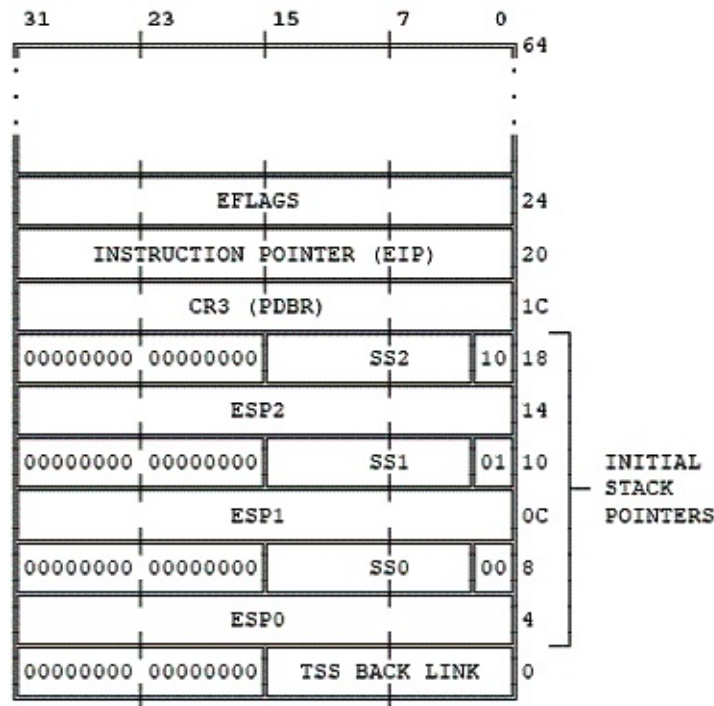 31 23 15 7 0
64
EFLAGS 24
INSTRUCTION POINTER (EIP) 20
CR3 (PDBR) 1C
00000000 00000000 SS2 10 18
ESP2 14
00000000 00000000 SS1 01 10
ESP1 0C
00000000 00000000 SS0 00 8
ESP0 4
00000000 00000000 TSS BACK LINK 0
INITIAL
STACK
POINTERS